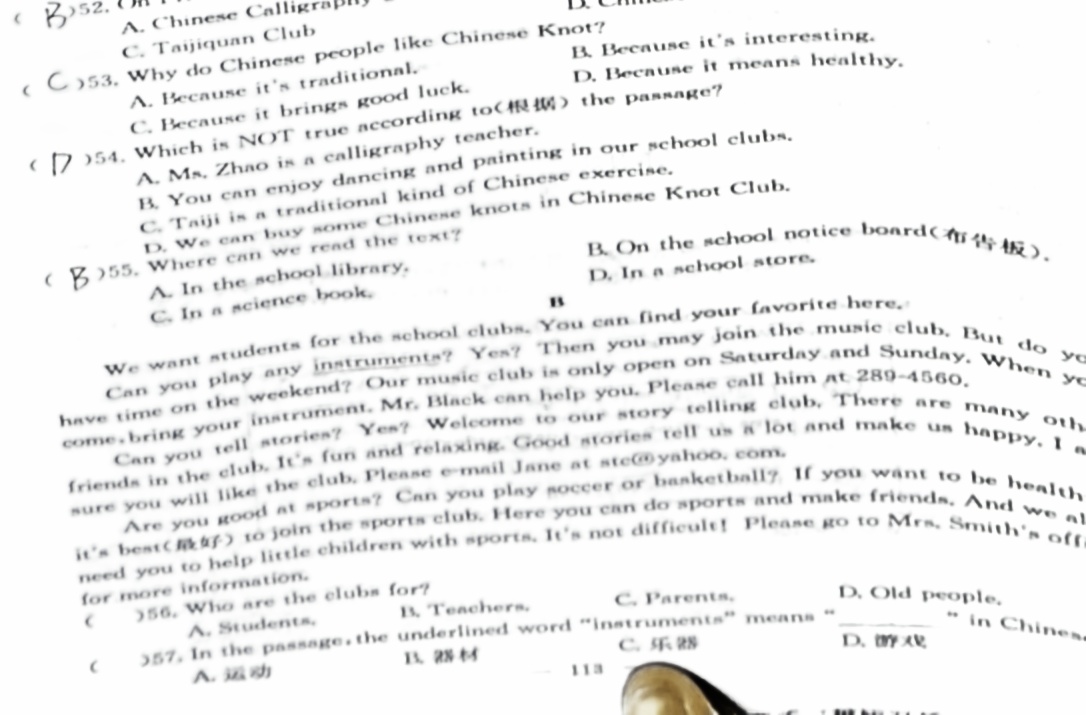 ( B )52.
A. Chinese Calligraphy
C. Taijiquan Club
( C )53. Why do Chinese people like Chinese Knot?
A. Because it's traditional. B. Because it's interesting.
C. Because it brings good luck. D. Because it means healthy.
( D )54. Which is NOT true according to(根据) the passage?
A. Ms. Zhao is a calligraphy teacher.
B. You can enjoy dancing and painting in our school clubs.
C. Taiji is a traditional kind of Chinese exercise.
D. We can buy some Chinese knots in Chinese Knot Club.
( B )55. Where can we read the text?
A. In the school library. B. On the school notice board(布告板).
C. In a science book. D. In a school store.
B
We want students for the school clubs. You can find your favorite here.
Can you play any instruments? Yes? Then you may join the music club. But do yo
have time on the weekend? Our music club is only open on Saturday and Sunday. When yo
come, bring your instrument. Mr. Black can help you. Please call him at 289-4560.
Can you tell stories? Yes? Welcome to our story telling club. There are many oth
friends in the club. It's fun and relaxing. Good stories tell us a lot and make us happy. I a
sure you will like the club. Please e-mail Jane at stc@yahoo. com.
Are you good at sports? Can you play soccer or basketball? If you want to be health
it's best(最好) to join the sports club. Here you can do sports and make friends. And we al
need you to help little children with sports. It's not difficult! Please go to Mrs. Smith's offi
for more information.
( )56. Who are the clubs for?
A. Students. B. Teachers. C. Parents. D. Old people.
( )57. In the passage, the underlined word "instruments" means "______" in Chinese
A. 运动 B. 器材 C. 乐器 D. 游戏
113